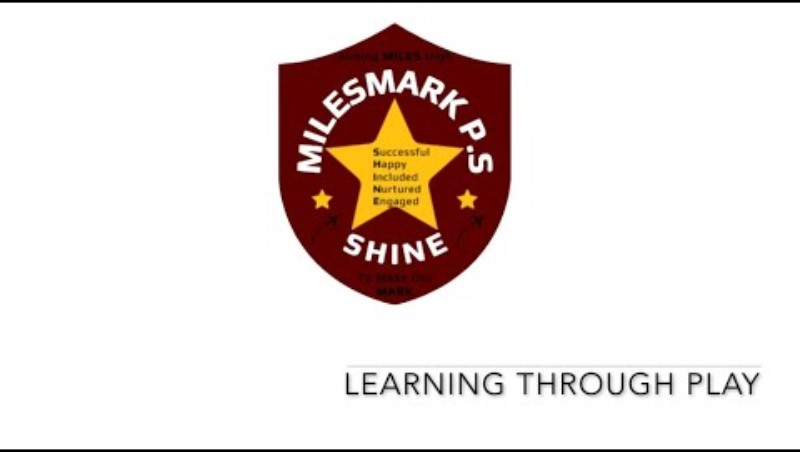 Aiming MILES High
MILESMARK P.S
Successful
Happy
Included
Nurtured
Engaged
SHINE
To Make Our
MARK
LEARNING THROUGH PLAY